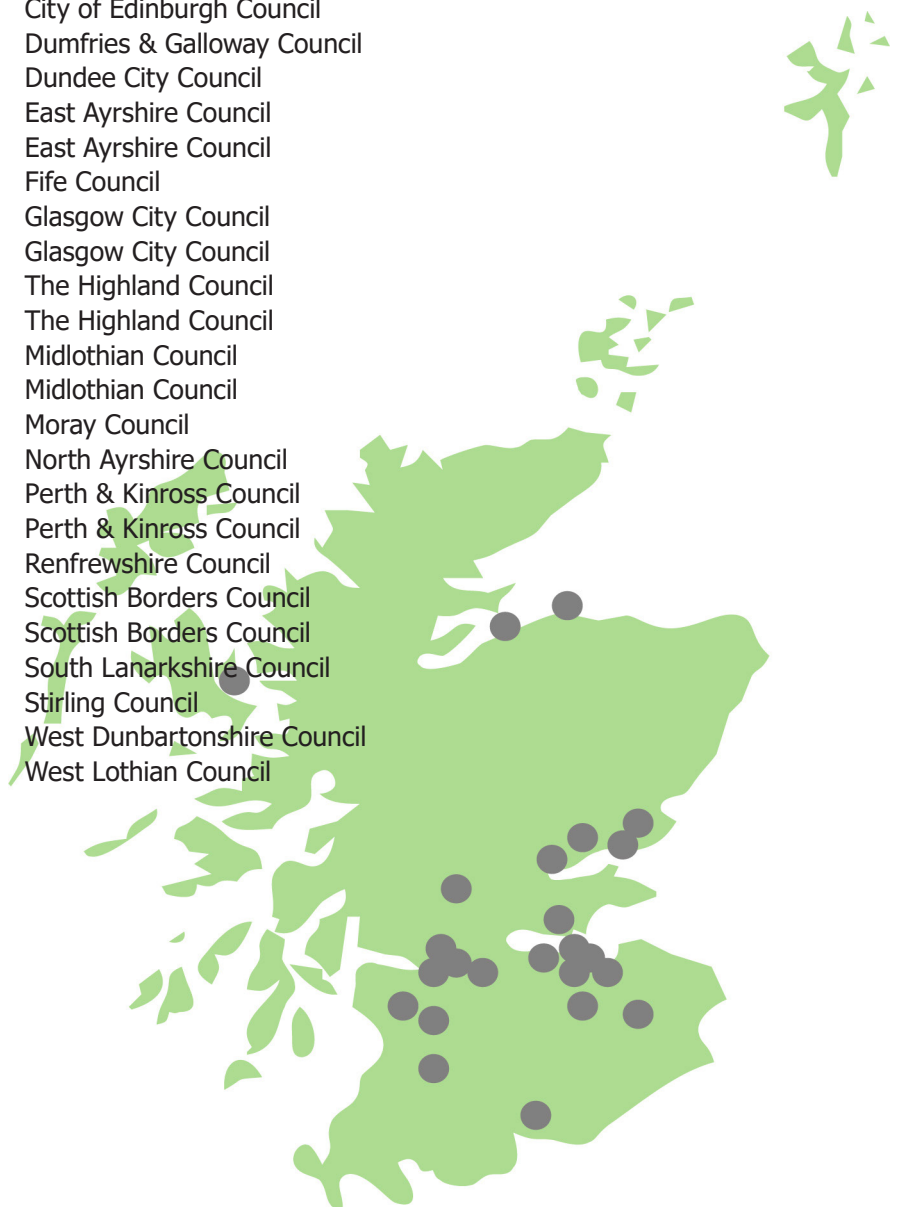 City of Edinburgh Council
Dumfries & Galloway Council
Dundee City Council
East Ayrshire Council
East Ayrshire Council
Fife Council
Glasgow City Council
Glasgow City Council
The Highland Council
The Highland Council
Midlothian Council
Midlothian Council
Moray Council
North Ayrshire Council
Perth & Kinross Council
Perth & Kinross Council
Renfrewshire Council
Scottish Borders Council
Scottish Borders Council
South Lanarkshire Council
Stirling Council
West Dunbartonshire Council
West Lothian Council